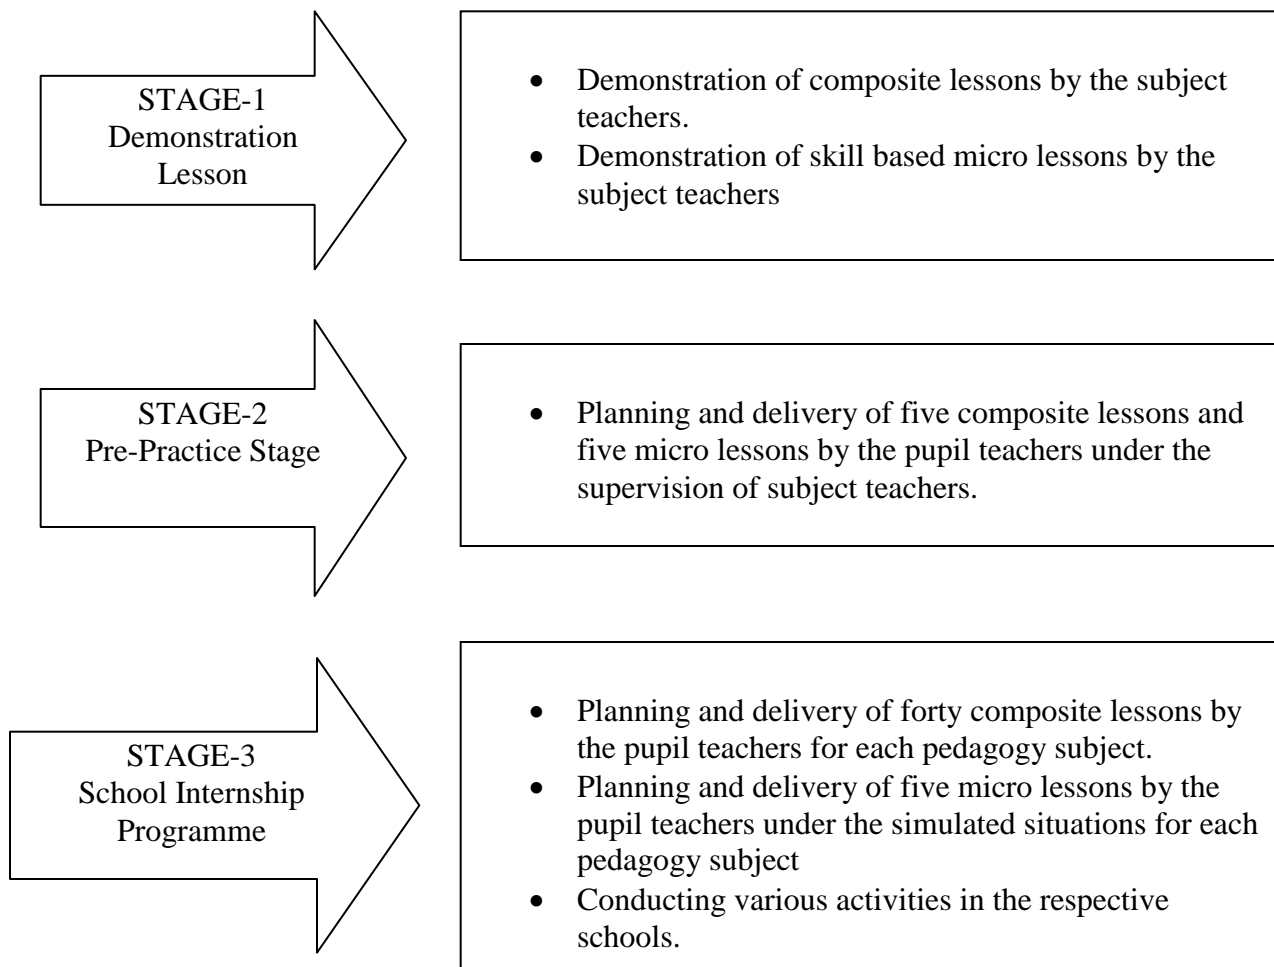 STAGE-1
Demonstration
Lesson
• Demonstration of composite lessons by the subject
teachers.
• Demonstration of skill based micro lessons by the
subject teachers
STAGE-2
Pre-Practice Stage
• Planning and delivery of five composite lessons and
five micro lessons by the pupil teachers under the
supervision of subject teachers.
STAGE-3
School Internship
Programme
• Planning and delivery of forty composite lessons by
the pupil teachers for each pedagogy subject.
• Planning and delivery of five micro lessons by the
pupil teachers under the simulated situations for each
pedagogy subject
• Conducting various activities in the respective
schools.